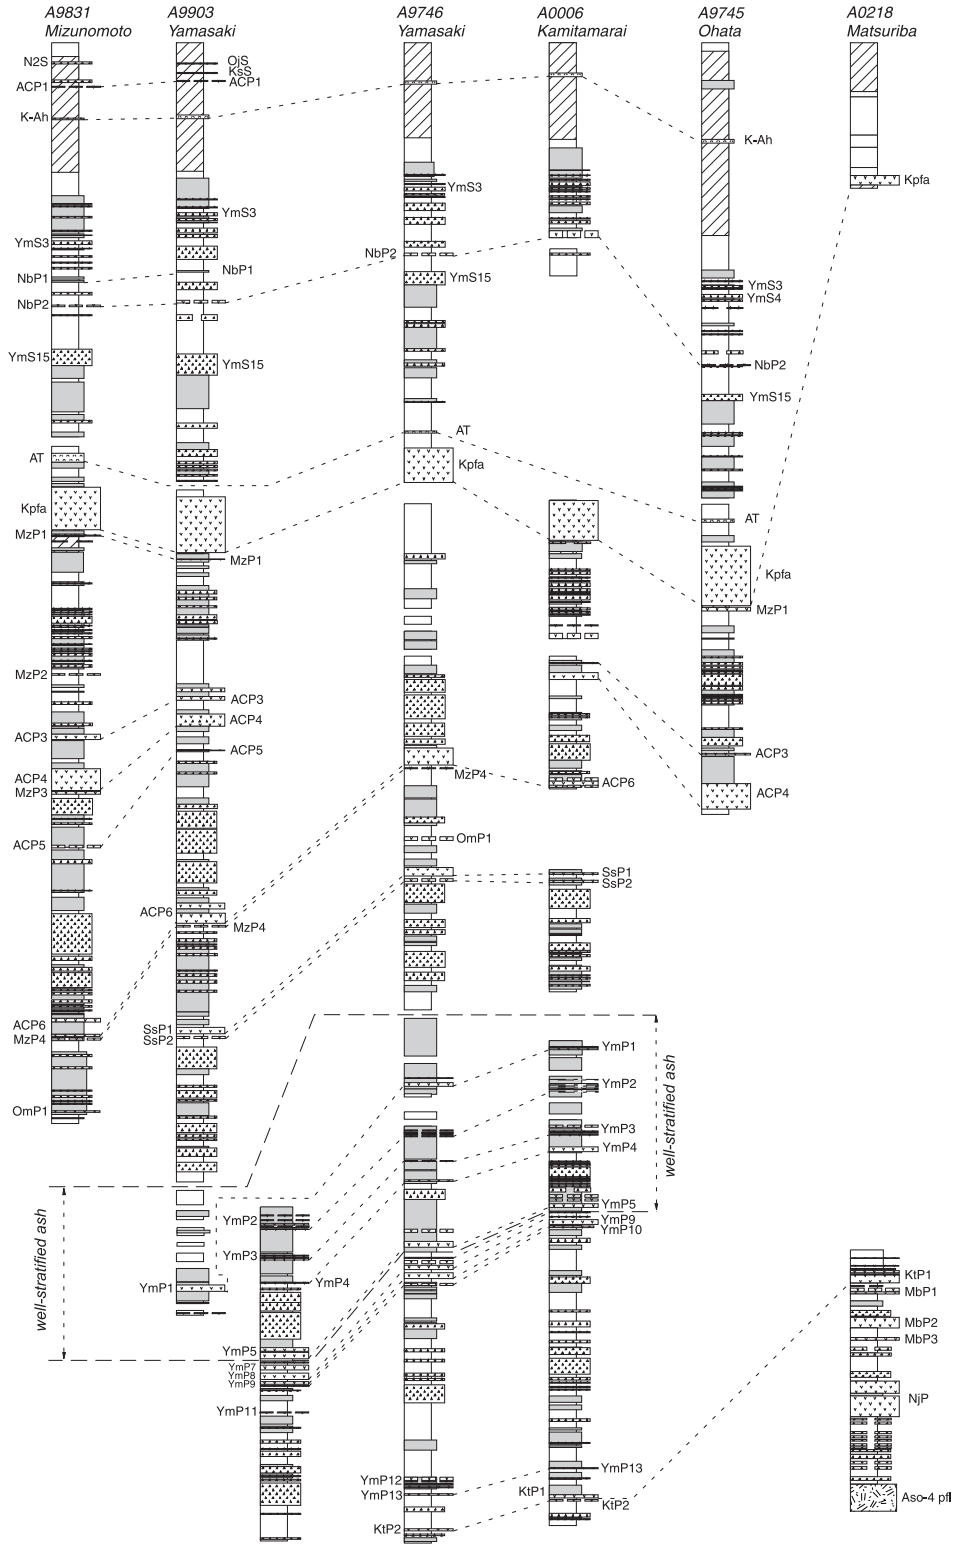 A9831
Mizunomoto
A9903
Yamasaki
A9746
Yamasaki
A0006
Kamitamarai
A9745
Ohata
A0218
Matsuriba
N2S
ACP1
K-Ah
YmS3
NbP1
NbP2
YmS15
AT
Kpfa
MzP1
MzP2
ACP3
ACP4
MzP3
ACP5
ACP6
MzP4
OmP1
OjS
KsS
ACP1
YmS3
NbP1
YmS15
MzP1
ACP3
ACP4
ACP5
ACP6
MzP4
SsP1
SsP2
YmP1
well-stratified ash
YmP2
YmP3
YmP4
YmP5
YmP7
YmP8
YmP9
YmP11
YmS3
NbP2
YmS15
AT
Kpfa
MzP4
OmP1
YmP12
YmP13
KtP2
ACP6
SsP1
SsP2
YmP1
YmP2
YmP3
YmP4
YmP5
YmP9
YmP10
YmP13
KtP1
KtP2
well-stratified ash
K-Ah
YmS3
YmS4
NbP2
YmS15
AT
Kpfa
MzP1
ACP3
ACP4
Kpfa
KtP1
MbP1
MbP2
MbP3
NjP
Aso-4 pfl